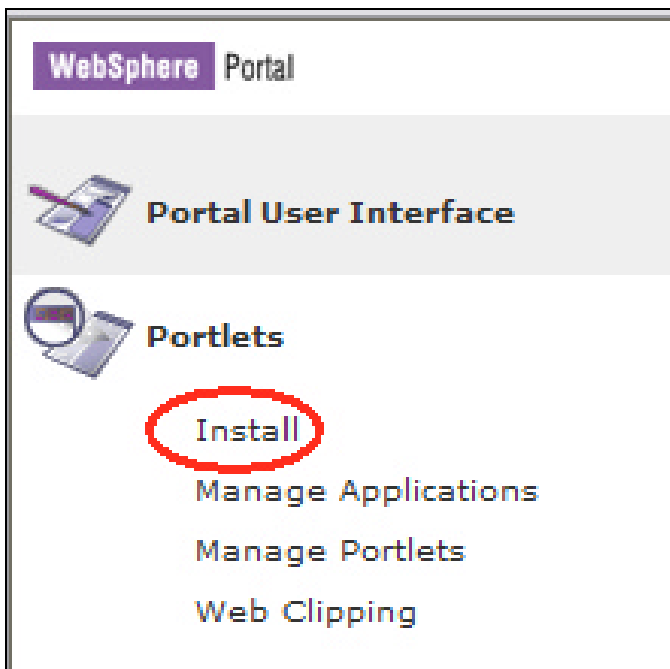 WebSphere Portal
Portal User Interface
Portlets
Install
Manage Applications
Manage Portlets
Web Clipping